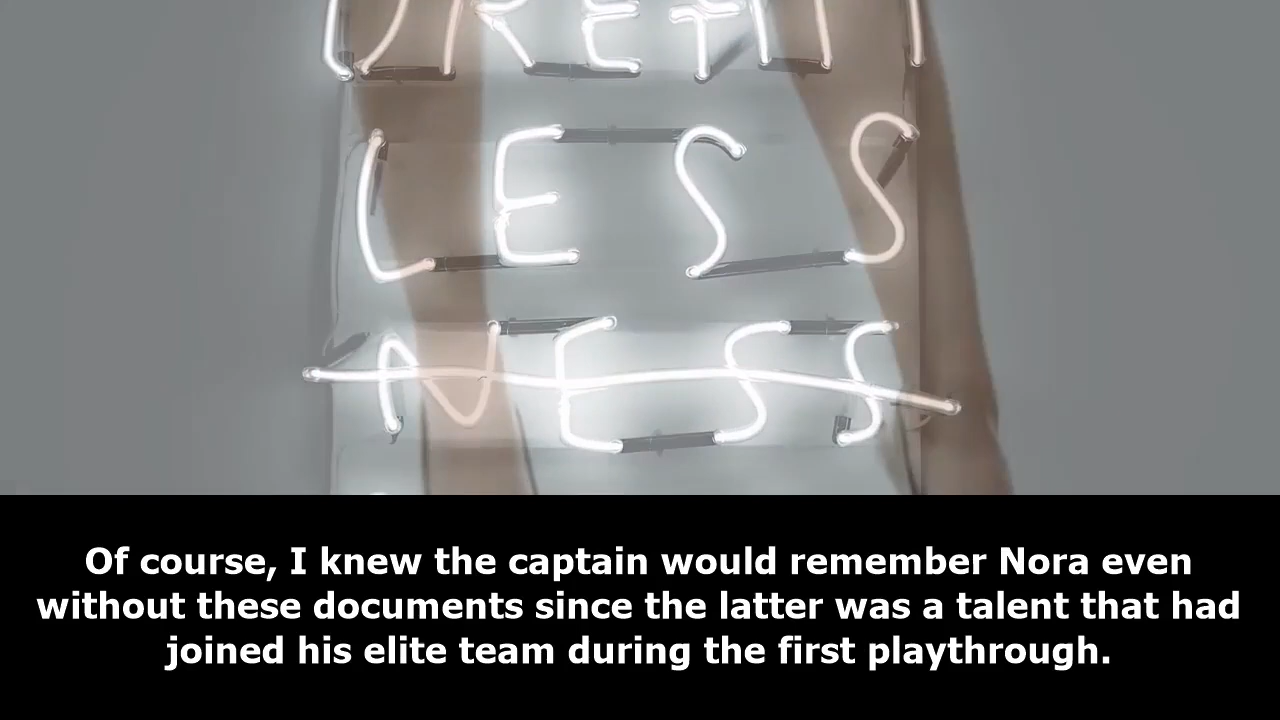 LESS
NESS
Of course, I knew the captain would remember Nora even
without these documents since the latter was a talent that had
joined his elite team during the first playthrough.